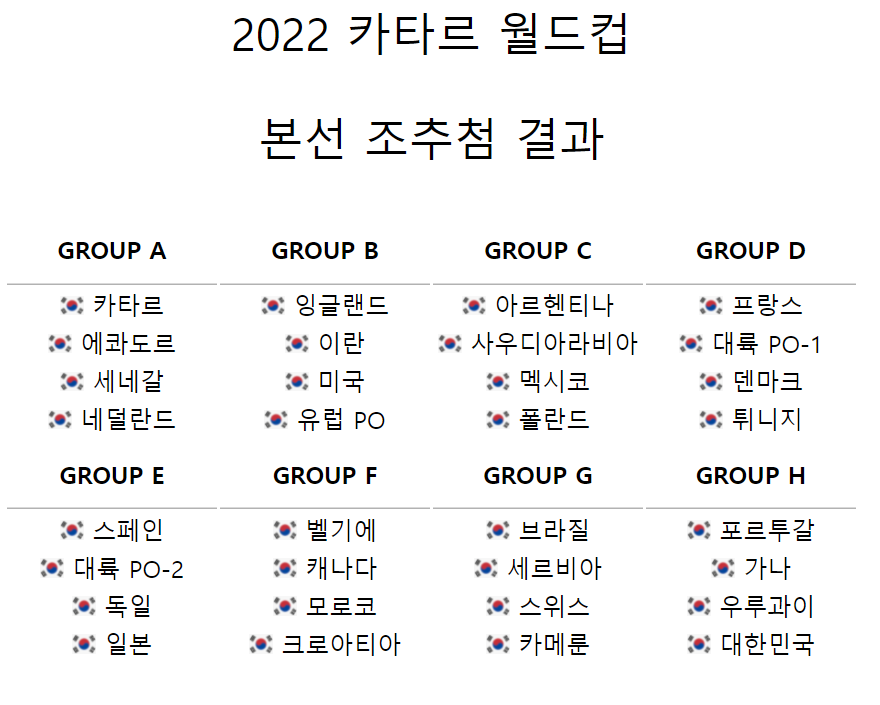 2022 카타르 월드컵
본선 조추첨 결과
GROUP A GROUP B GROUP C GROUP D
카타르 잉글랜드 아르헨티나 프랑스
에콰도르 이란 사우디아라비아 대륙 PO-1
세네갈 미국 멕시코 덴마크
네덜란드 유럽 PO 폴란드 튀니지
GROUP E GROUP F GROUP G GROUP H
스페인 벨기에 브라질 포르투갈
대륙 PO-2 캐나다 세르비아 가나
독일 모로코 스위스 우루과이
일본 크로아티아 카메룬 대한민국